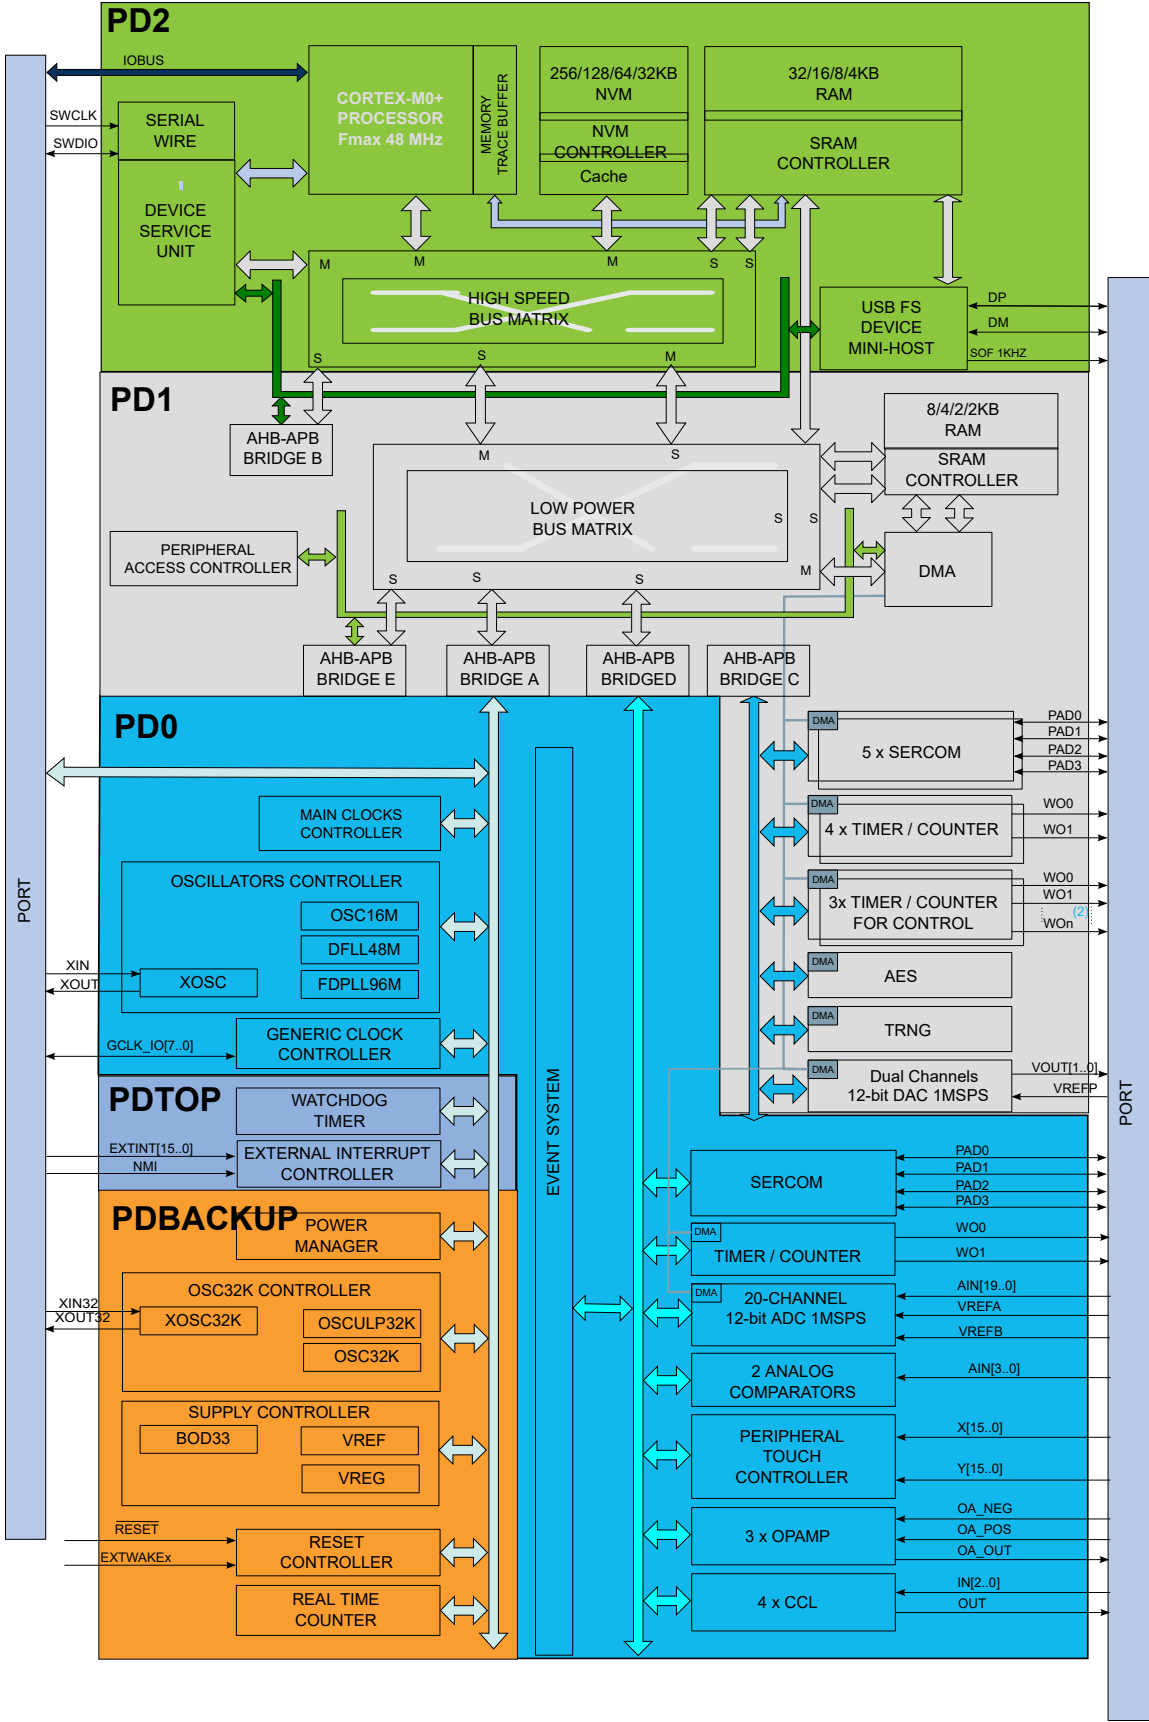 PD2
IOBUS
SWCLK
SWDIO
SERIAL
WIRE
DEVICE
SERVICE
UNIT
CORTEX-M0+
PROCESSOR
Fmax 48 MHz
MEMORY
TRACE BUFFER
256/128/64/32KB
NVM
NVM
CONTROLLER
Cache
32/16/8/4KB
RAM
SRAM
CONTROLLER
M
M
M
S
S
HIGH SPEED
BUS MATRIX
S
S
M
USB FS
DEVICE
MINI-HOST
DP
DM
SOF 1KHZ
PD1
AHB-APB
BRIDGE B
8/4/2/2KB
RAM
SRAM
CONTROLLER
M
S
LOW POWER
BUS MATRIX
S
S
M
S
S
S
PERIPHERAL
ACCESS CONTROLLER
DMA
AHB-APB
BRIDGE E
AHB-APB
BRIDGE A
AHB-APB
BRIDGED
AHB-APB
BRIDGE C
PD0
PORT
MAIN CLOCKS
CONTROLLER
OSCILLATORS CONTROLLER
OSC16M
DFLL48M
FDPLL96M
XOSC
XIN
XOUT
GCLK_IO[7..0]
GENERIC CLOCK
CONTROLLER
EVENT SYSTEM
DMA
5 x SERCOM
PAD0
PAD1
PAD2
PAD3
DMA
4 x TIMER / COUNTER
WO0
WO1
DMA
3x TIMER / COUNTER
FOR CONTROL
WO0
WO1
(2)
WOn
DMA
AES
DMA
TRNG
DMA
Dual Channels
12-bit DAC 1MSPS
VOUT[1..0]
VREFP
PORT
PDTOP
WATCHDOG
TIMER
EXTINT[15..0]
NMI
EXTERNAL INTERRUPT
CONTROLLER
PDBACKUP
POWER
MANAGER
OSC32K CONTROLLER
XIN32
XOUT32
XOSC32K
OSCULP32K
OSC32K
SUPPLY CONTROLLER
BOD33
VREF
VREG
RESET
EXTWAKEx
RESET
CONTROLLER
REAL TIME
COUNTER
SERCOM
PAD0
PAD1
PAD2
PAD3
DMA
TIMER / COUNTER
WO0
WO1
DMA
20-CHANNEL
12-bit ADC 1MSPS
AIN[19..0]
VREFA
VREFB
2 ANALOG
COMPARATORS
AIN[3..0]
PERIPHERAL
TOUCH
CONTROLLER
X[15..0]
Y[15..0]
3 x OPAMP
OA_NEG
OA_POS
OA_OUT
4 x CCL
IN[2..0]
OUT